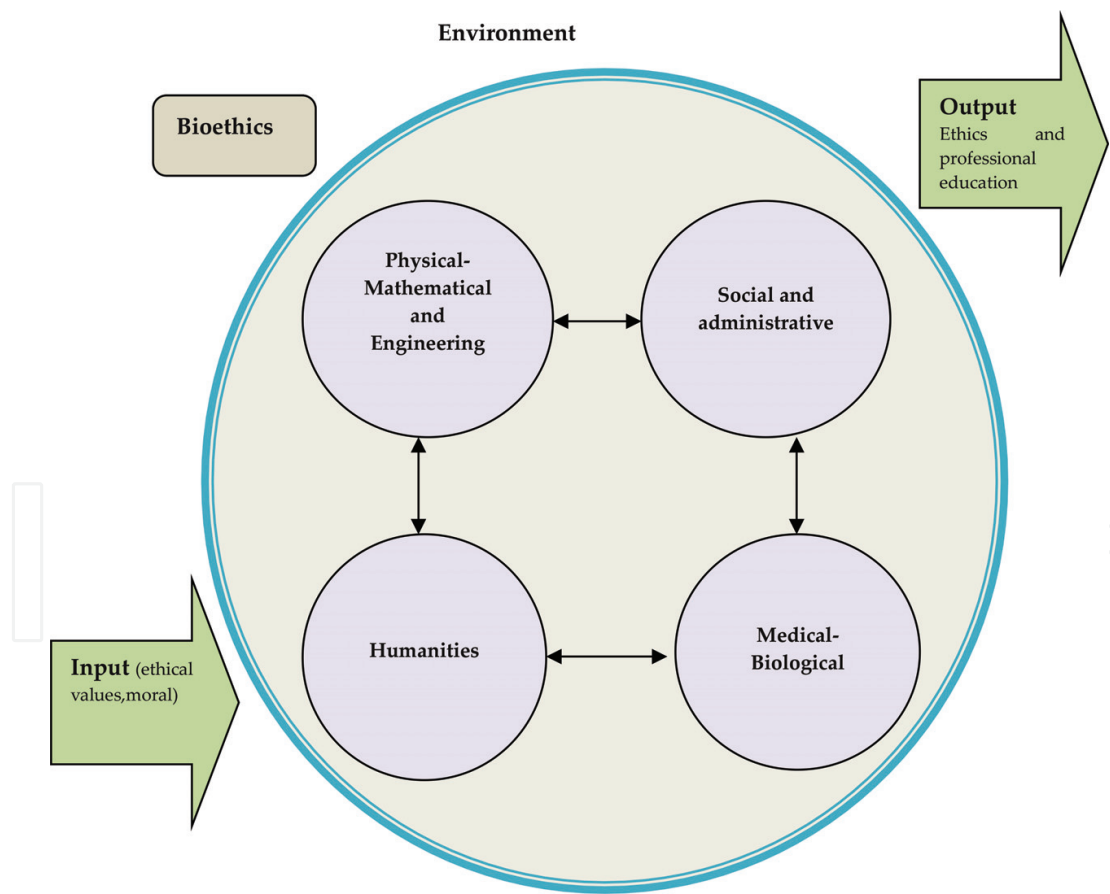 Environment
Bioethics
Output
Ethics and
professional
education
Physical-
Mathematical
and
Engineering
Social and
administrative
Humanities
Medical-
Biological
Input (ethical
values,moral)